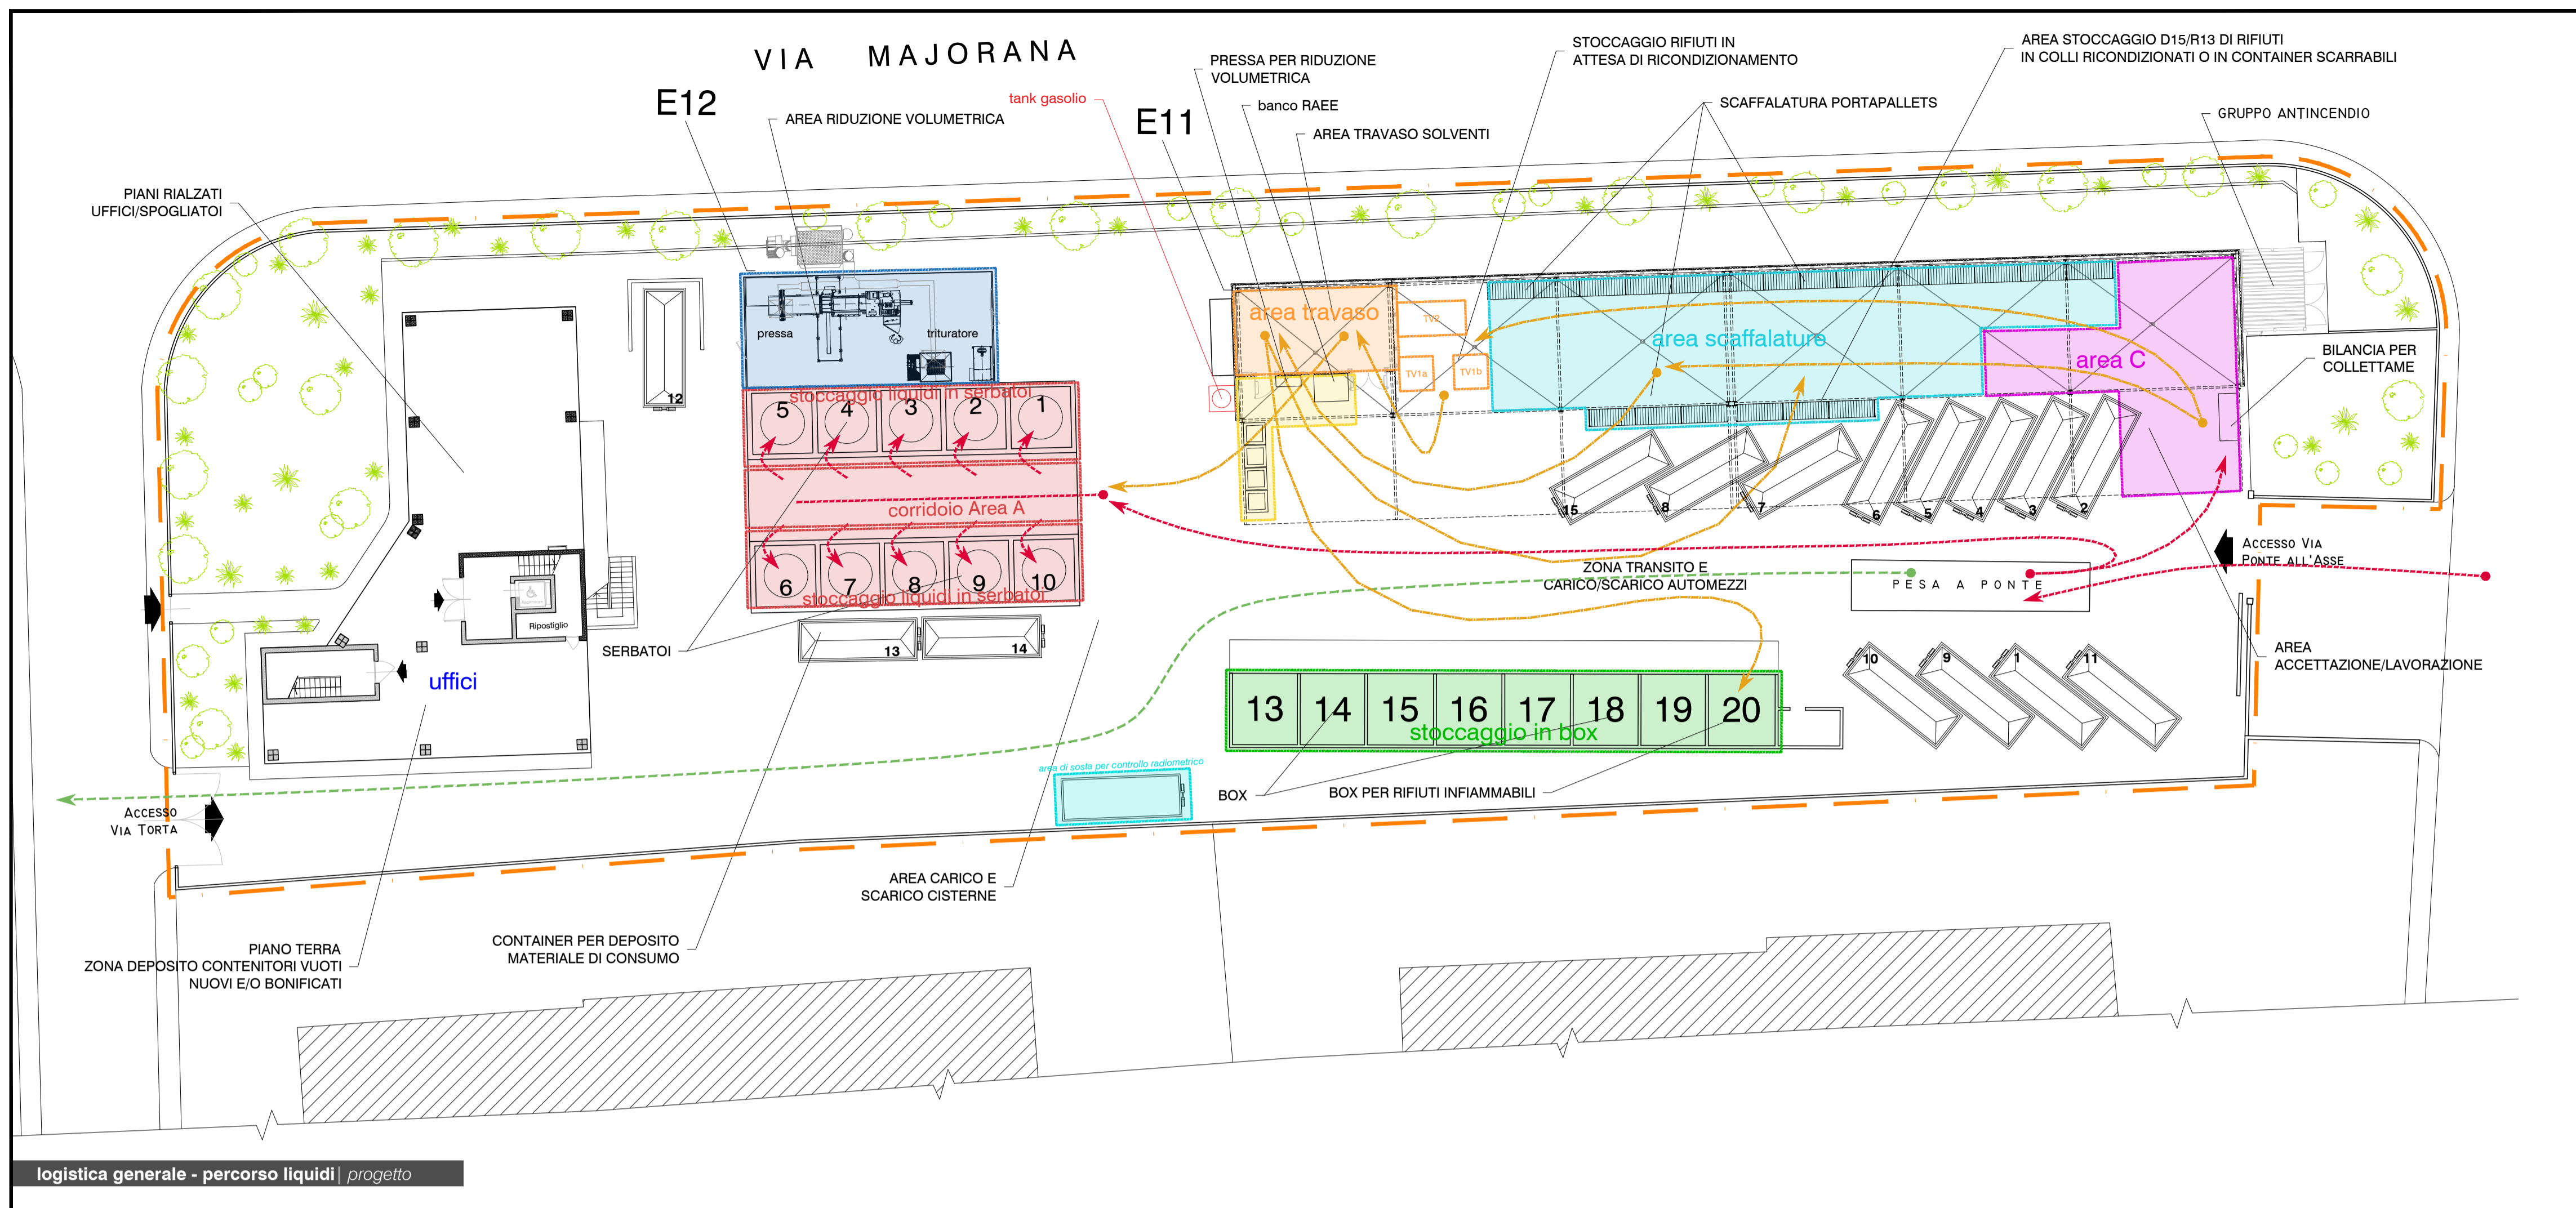 VIA MAJORANA
E12
tank gasolio
E11
AREA RIDUZIONE VOLUMETRICA
PRESSA PER RIDUZIONE
VOLUMETRICA
banco RAEE
AREA TRAVASO SOLVENTI
STOCCAGGIO RIFIUTI IN
ATTESA DI RICONDIZIONAMENTO
SCAFFALATURA PORTAPALLETS
AREA STOCCAGGIO D15/R13 DI RIFIUTI
IN COLLI RICONDIZIONATI O IN CONTAINER SCARRABILI
GRUPPO ANTINCENDIO
PIANI RIALZATI
UFFICI/SPOGLIATOI
12
pressa
trituratore
stoccaggio liquidi in serbatoi
5
4
3
2
1
corridoio Area A
6
7
8
9
10
stoccaggio liquidi in serbatoi
13
14
SERBATOI
Ripostiglio
uffici
area travaso
TV2
TV1a
TV1b
area scaffalature
area C
BILANCIA PER
COLLETTAME
15
8
7
6
5
4
3
2
ACCESSO VIA
PONTE ALL'ASSE
ZONA TRANSITO E
CARICO/SCARICO AUTOMEZZI
PESA A PONTE
AREA
ACCETTAZIONE/LAVORAZIONE
10
9
1
11
13
14
15
16
17
18
19
20
stoccaggio in box
area di sosta per controllo radiometrico
BOX
BOX PER RIFIUTI INFIAMMABILI
ACCESSO
VIA TORTA
AREA CARICO E
SCARICO CISTERNE
CONTAINER PER DEPOSITO
MATERIALE DI CONSUMO
PIANO TERRA
ZONA DEPOSITO CONTENITORI VUOTI
NUOVI E/O BONIFICATI
logistica generale - percorso liquidi| progetto